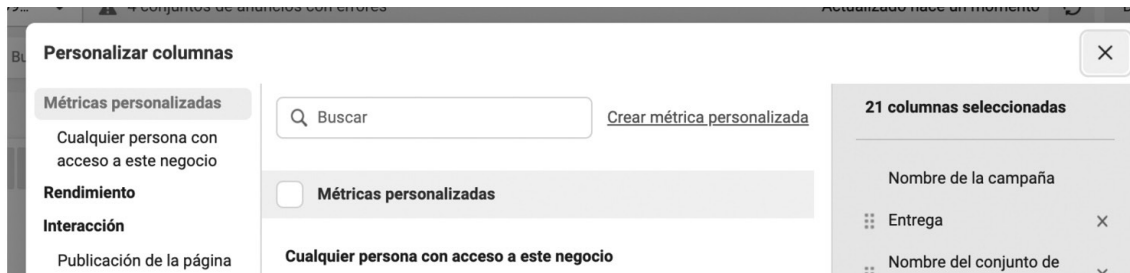 4 conjuntos de anuncios con errores
Actualizado hace un momento
Personalizar columnas
Métricas personalizadas
Cualquier persona con
acceso a este negocio
Rendimiento
Interacción
Publicación de la página
Buscar
Crear métrica personalizada
Métricas personalizadas
Cualquier persona con acceso a este negocio
21 columnas seleccionadas
Nombre de la campaña
Entrega
Nombre del conjunto de